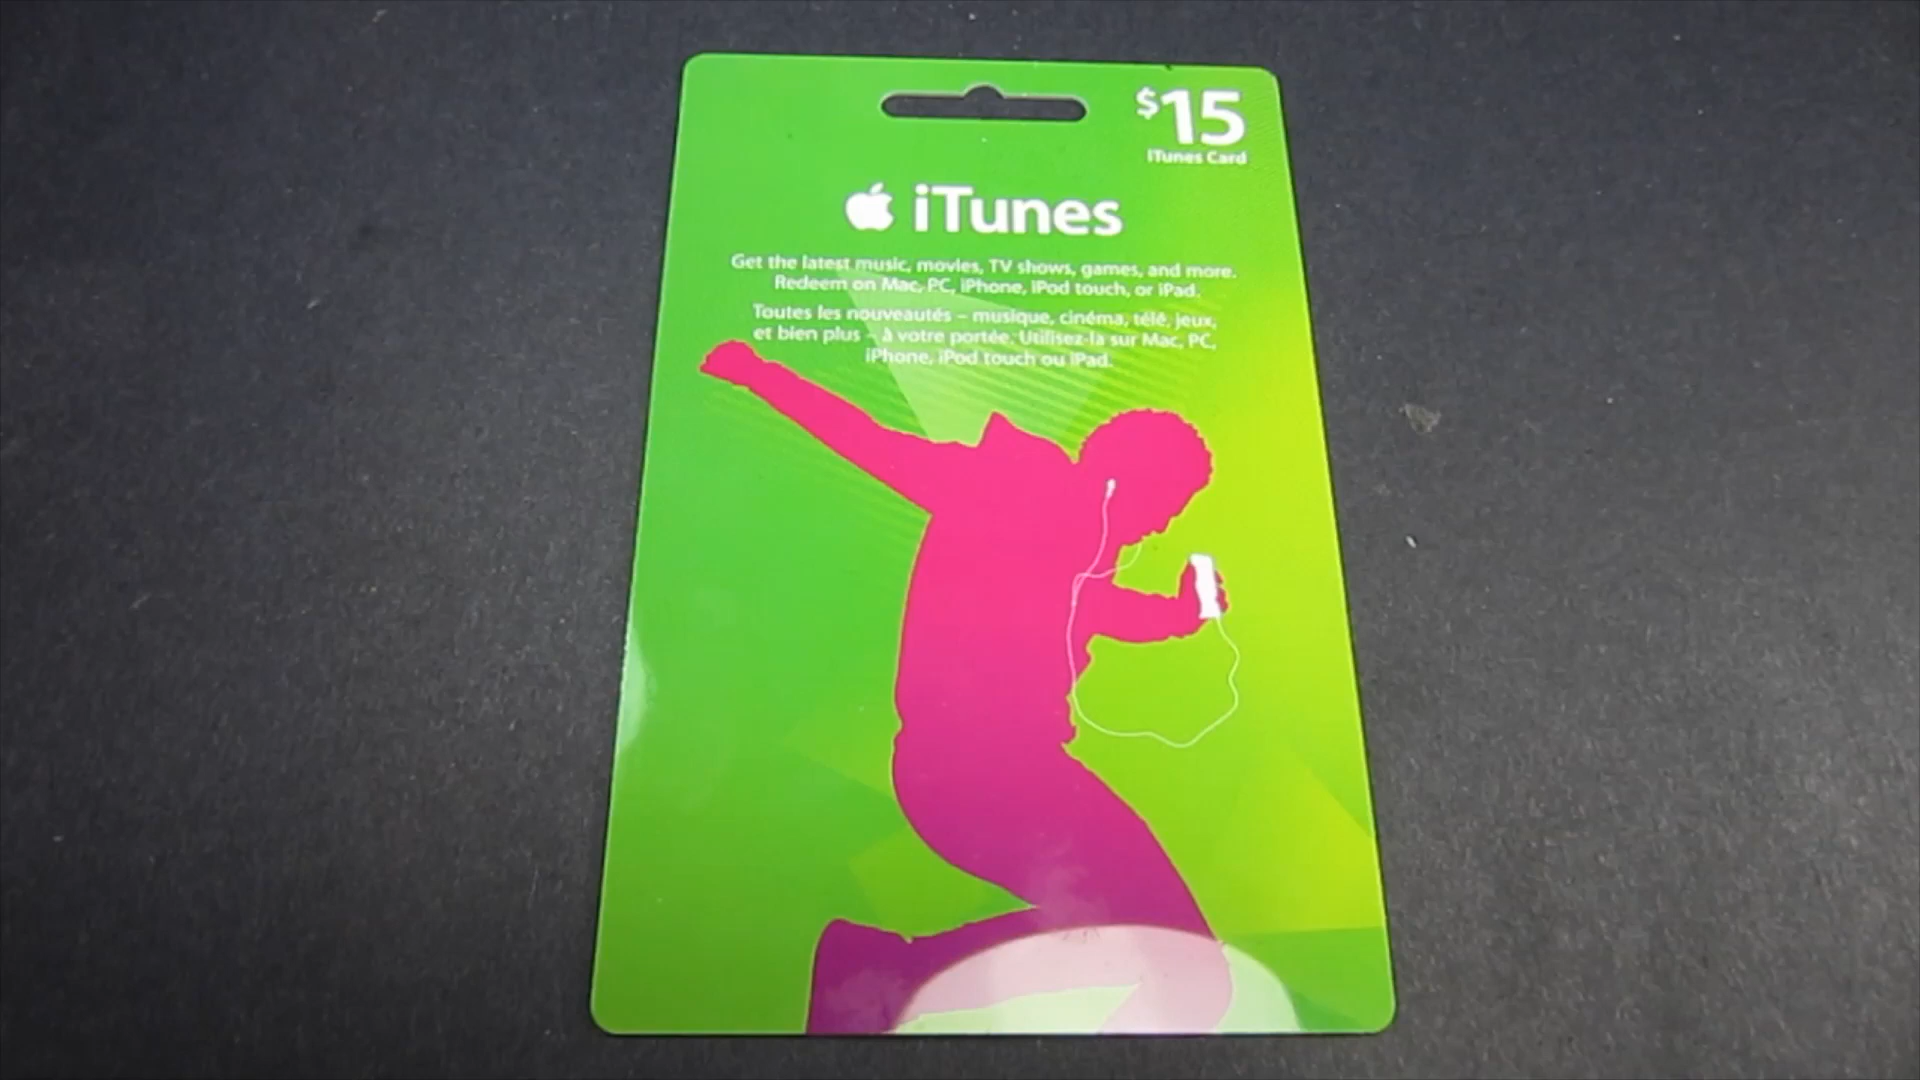 $15
iTunes Card
iTunes
Get the latest music, movies, TV shows, games, and more.
Redeem on Mac, PC, iPhone, iPod touch, or iPad.
Toutes les nouveautés – musique, cinéma, télé, jeux,
et bien plus – à votre portée. Utilisez-la sur Mac, PC,
iPhone, iPod touch ou iPad.